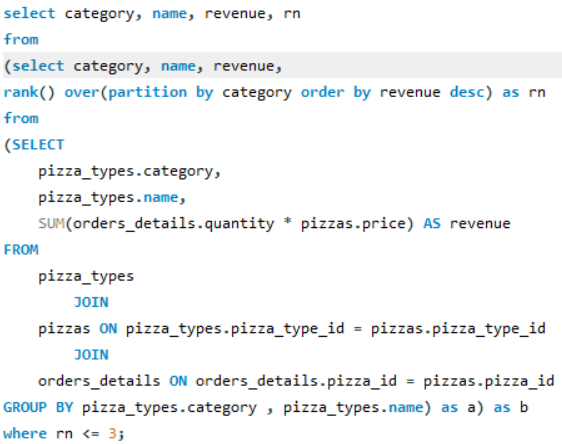 select category, name, revenue, rn
from
(select category, name, revenue,
rank() over(partition by category order by revenue desc) as rn
from
(SELECT
    pizza_types.category,
    pizza_types.name,
    SUM(orders_details.quantity * pizzas.price) AS revenue
FROM
    pizza_types
        JOIN
    pizzas ON pizza_types.pizza_type_id = pizzas.pizza_type_id
        JOIN
    orders_details ON orders_details.pizza_id = pizzas.pizza_id
GROUP BY pizza_types.category , pizza_types.name) as a) as b
where rn <= 3;